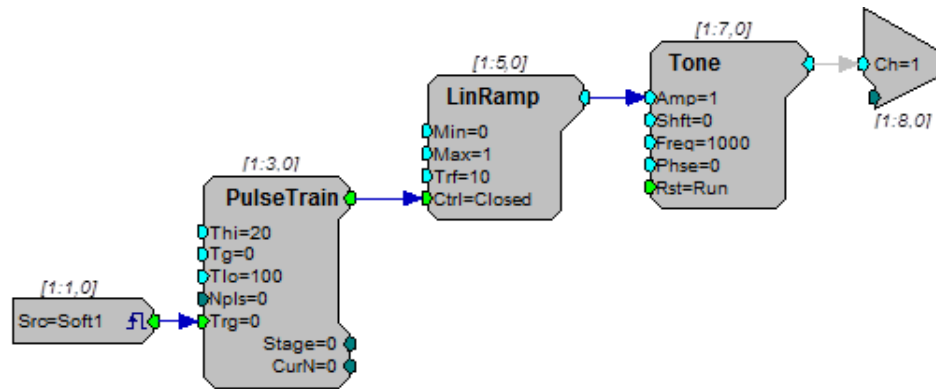 [1:1,0]
Src=Soft1
[1:3,0]
PulseTrain
Thi=20
Tg=0
Tlo=100
Npls=0
Trg=0
Stage=0
CurN=0
[1:5,0]
LinRamp
Min=0
Max=1
Trf=10
Ctrl=Closed
[1:7,0]
Tone
Amp=1
Shft=0
Freq=1000
Phse=0
Rst=Run
Ch=1
[1:8,0]